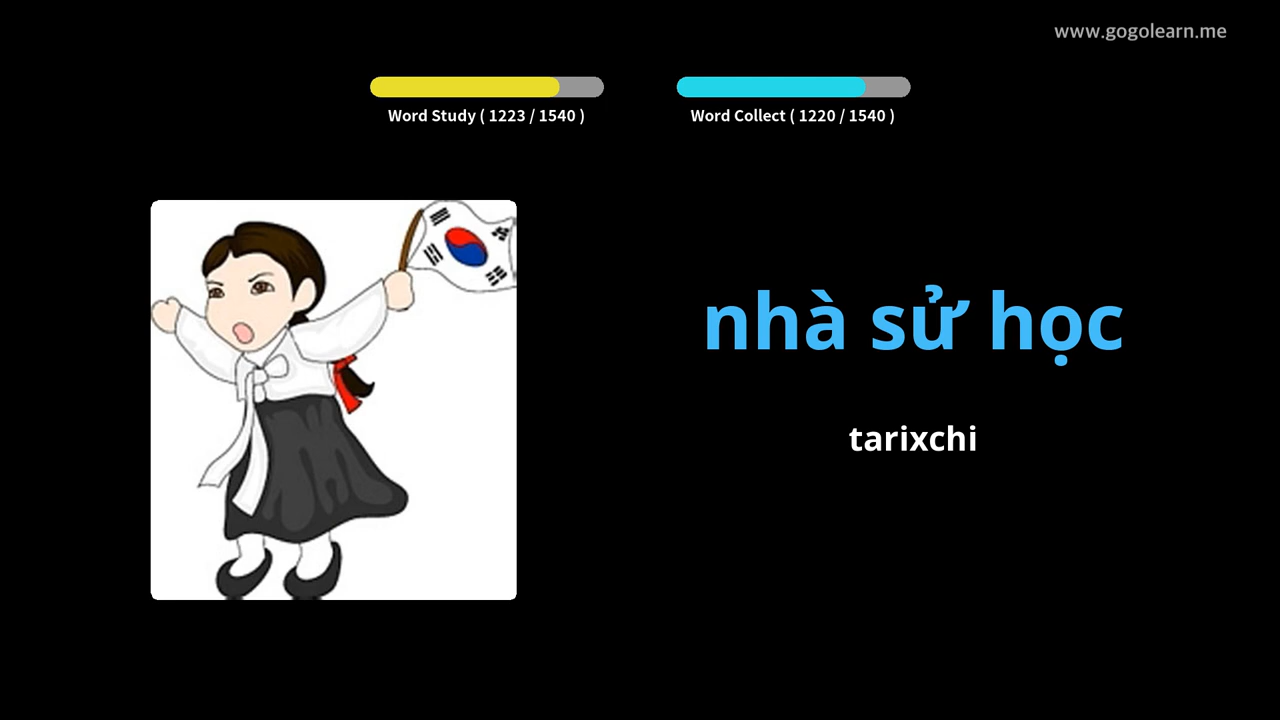 www.gogolearn.me
Word Study ( 1223 / 1540 )
Word Collect ( 1220 / 1540 )
nhà sử học
tarixchi